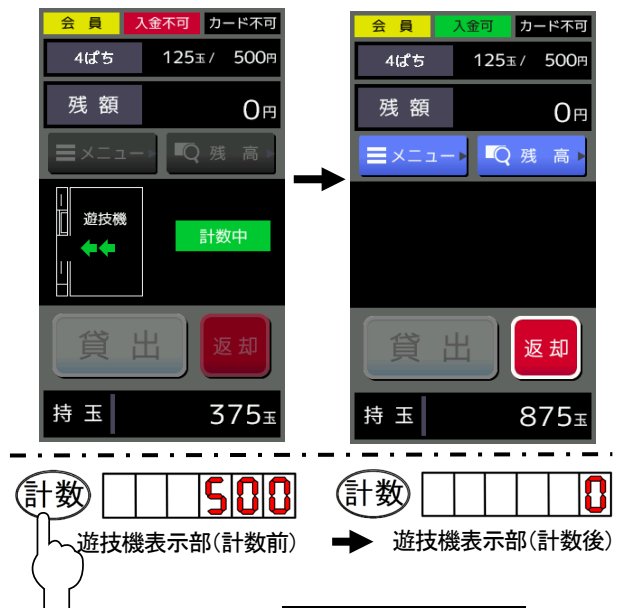 会 員 入金不可 カード不可
4ぱち 125玉/ 500円
残 額 0円
メニュー 残 高
遊技機
計数中
貸 出 返 却
持 玉 375玉
会 員 入金可 カード不可
4ぱち 125玉/ 500円
残 額 0円
メニュー 残 高
貸 出 返 却
持 玉 875玉
計数 500
遊技機表示部(計数前)
計数 0
遊技機表示部(計数後)